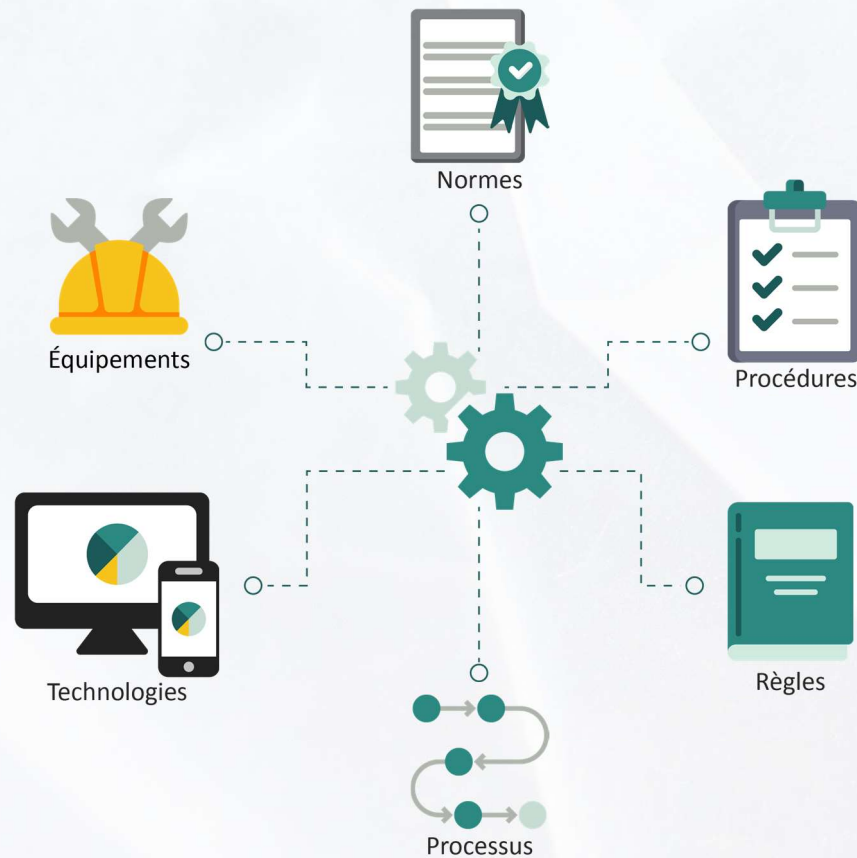 Normes
Équipements
Procédures
Technologies
Règles
Processus